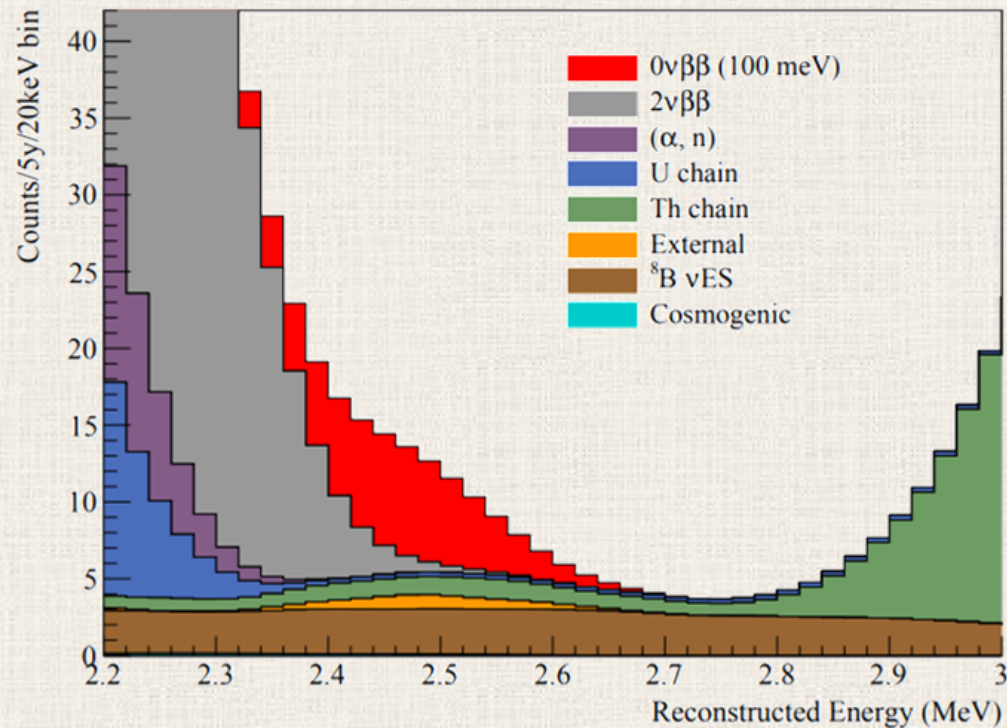 Counts/5y/20keV bin
40
35
30
25
20
15
10
5
0
0νββ (100 meV)
2νββ
(α, n)
U chain
Th chain
External
⁸B νES
Cosmogenic
2.2 2.3 2.4 2.5 2.6 2.7 2.8 2.9 3
Reconstructed Energy (MeV)